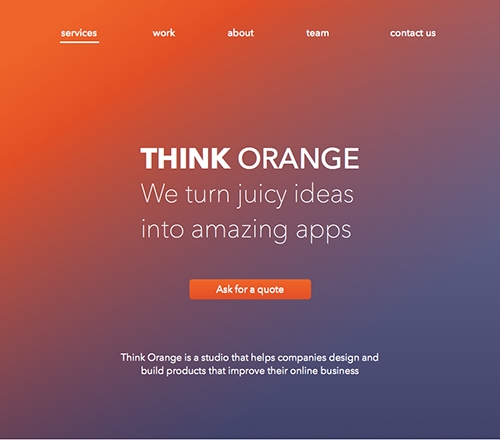 services work about team contact us
THINK ORANGE
We turn juicy ideas
into amazing apps
Ask for a quote
Think Orange is a studio that helps companies design and
build products that improve their online business